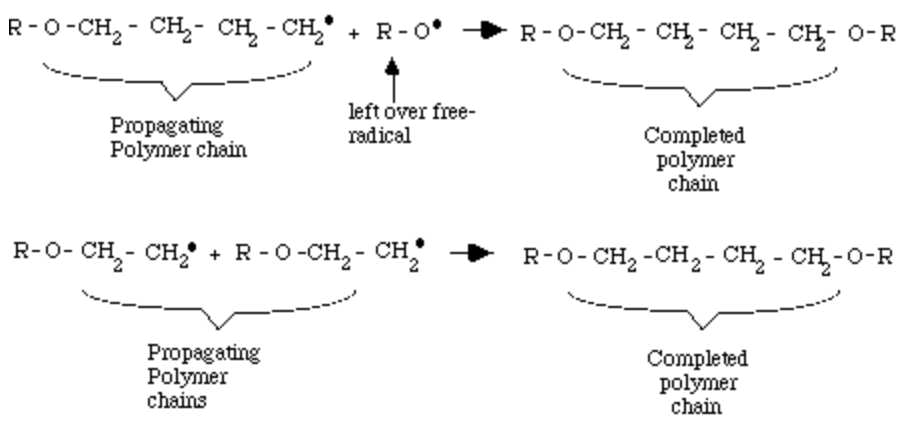 R-O-CH₂-CH₂-CH₂-CH₂• + R-O• → R-O-CH₂-CH₂-CH₂-CH₂-O-R
left over free-
radical
Propagating
Polymer chain
Completed
polymer
chain
R-O-CH₂-CH₂• + R-O-CH₂-CH₂• → R-O-CH₂-CH₂-CH₂-CH₂-O-R
Propagating
Polymer
chains
Completed
polymer
chain